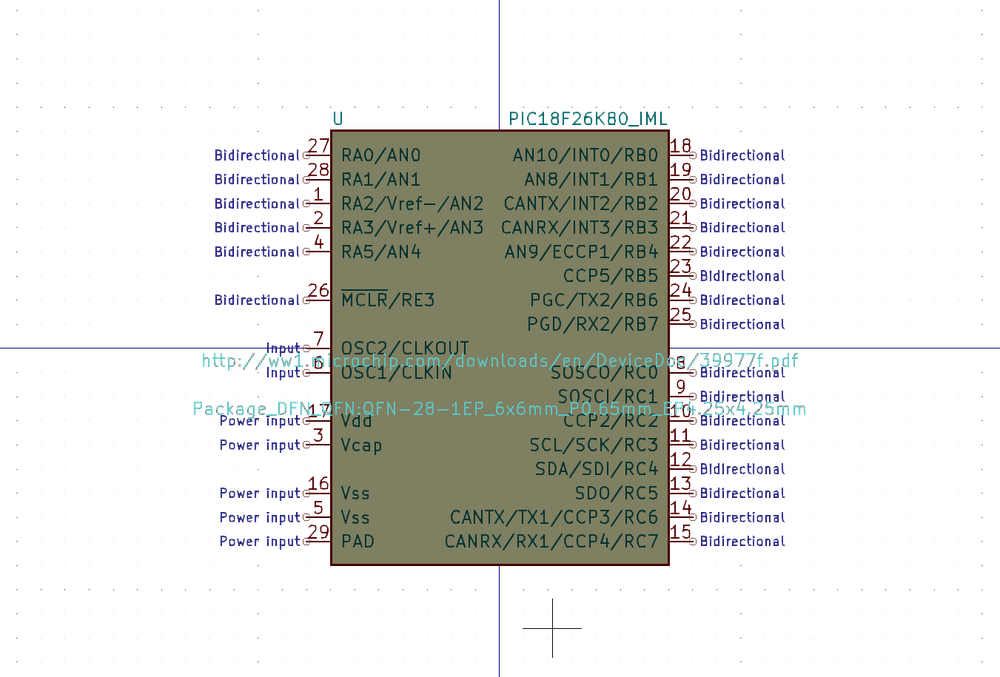 U PIC18F26K80_IML
Bidirectional 27 RA0/AN0 AN10/INT0/RB0 18 Bidirectional
Bidirectional 28 RA1/AN1 AN8/INT1/RB1 19 Bidirectional
Bidirectional 1 RA2/Vref-/AN2 CANTX/INT2/RB2 20 Bidirectional
Bidirectional 2 RA3/Vref+/AN3 CANRX/INT3/RB3 21 Bidirectional
Bidirectional 4 RA5/AN4 AN9/ECCP1/RB4 22 Bidirectional
CCP5/RB5 23 Bidirectional
Bidirectional 26 MCLR/RE3 PGC/TX2/RB6 24 Bidirectional
PGD/RX2/RB7 25 Bidirectional
Input 7 OSC2/CLKOUT
http://ww1.microchip.com/downloads/en/DeviceDoc/39977f.pdf
Input 6 OSC1/CLKIN SOSCO/RC0 8 Bidirectional
SOSCI/RC1 9 Bidirectional
Package_DFN_QFN:QFN-28-1EP_6x6mm_P0.65mm_EP4.25x4.25mm
Power input 17 Vdd CCP2/RC2 10 Bidirectional
Power input 3 Vcap SCL/SCK/RC3 11 Bidirectional
SDA/SDI/RC4 12 Bidirectional
Power input 16 Vss SDO/RC5 13 Bidirectional
Power input 5 Vss CANTX/TX1/CCP3/RC6 14 Bidirectional
Power input 29 PAD CANRX/RX1/CCP4/RC7 15 Bidirectional